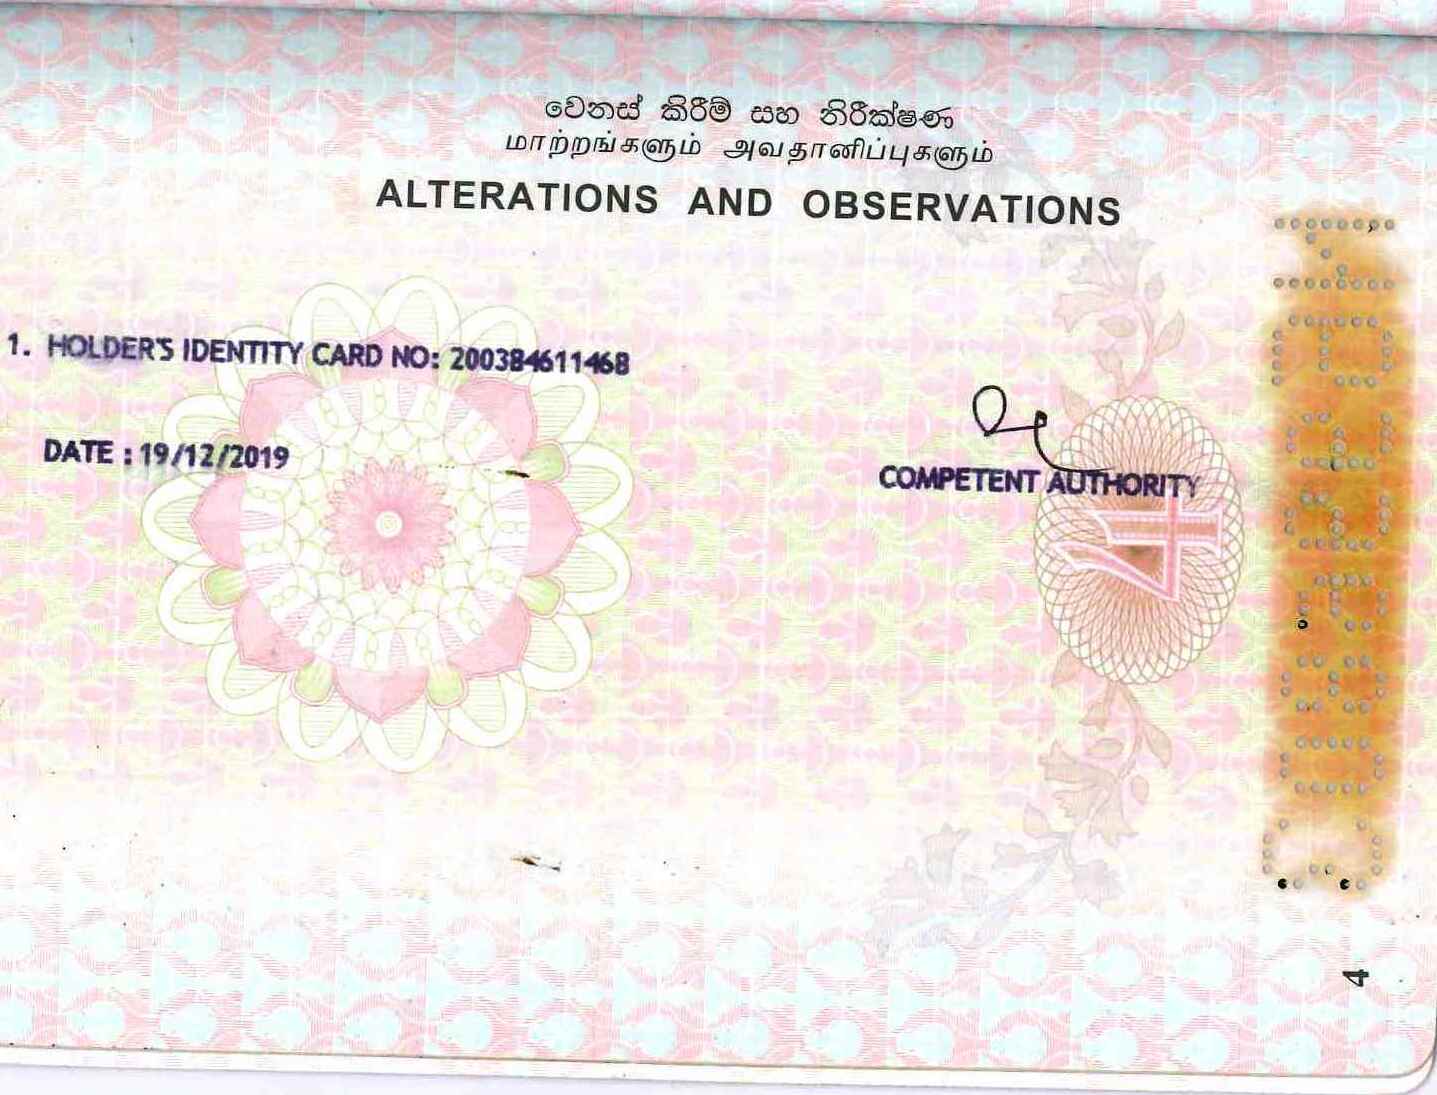 වෙනස් කිරීම් සහ නිරීක්ෂණ
மாற்றங்களும் அவதானிப்புகளும்
ALTERATIONS AND OBSERVATIONS
1. HOLDER'S IDENTITY CARD NO: 200384611468
DATE : 19/12/2019
COMPETENT AUTHORITY
4
4